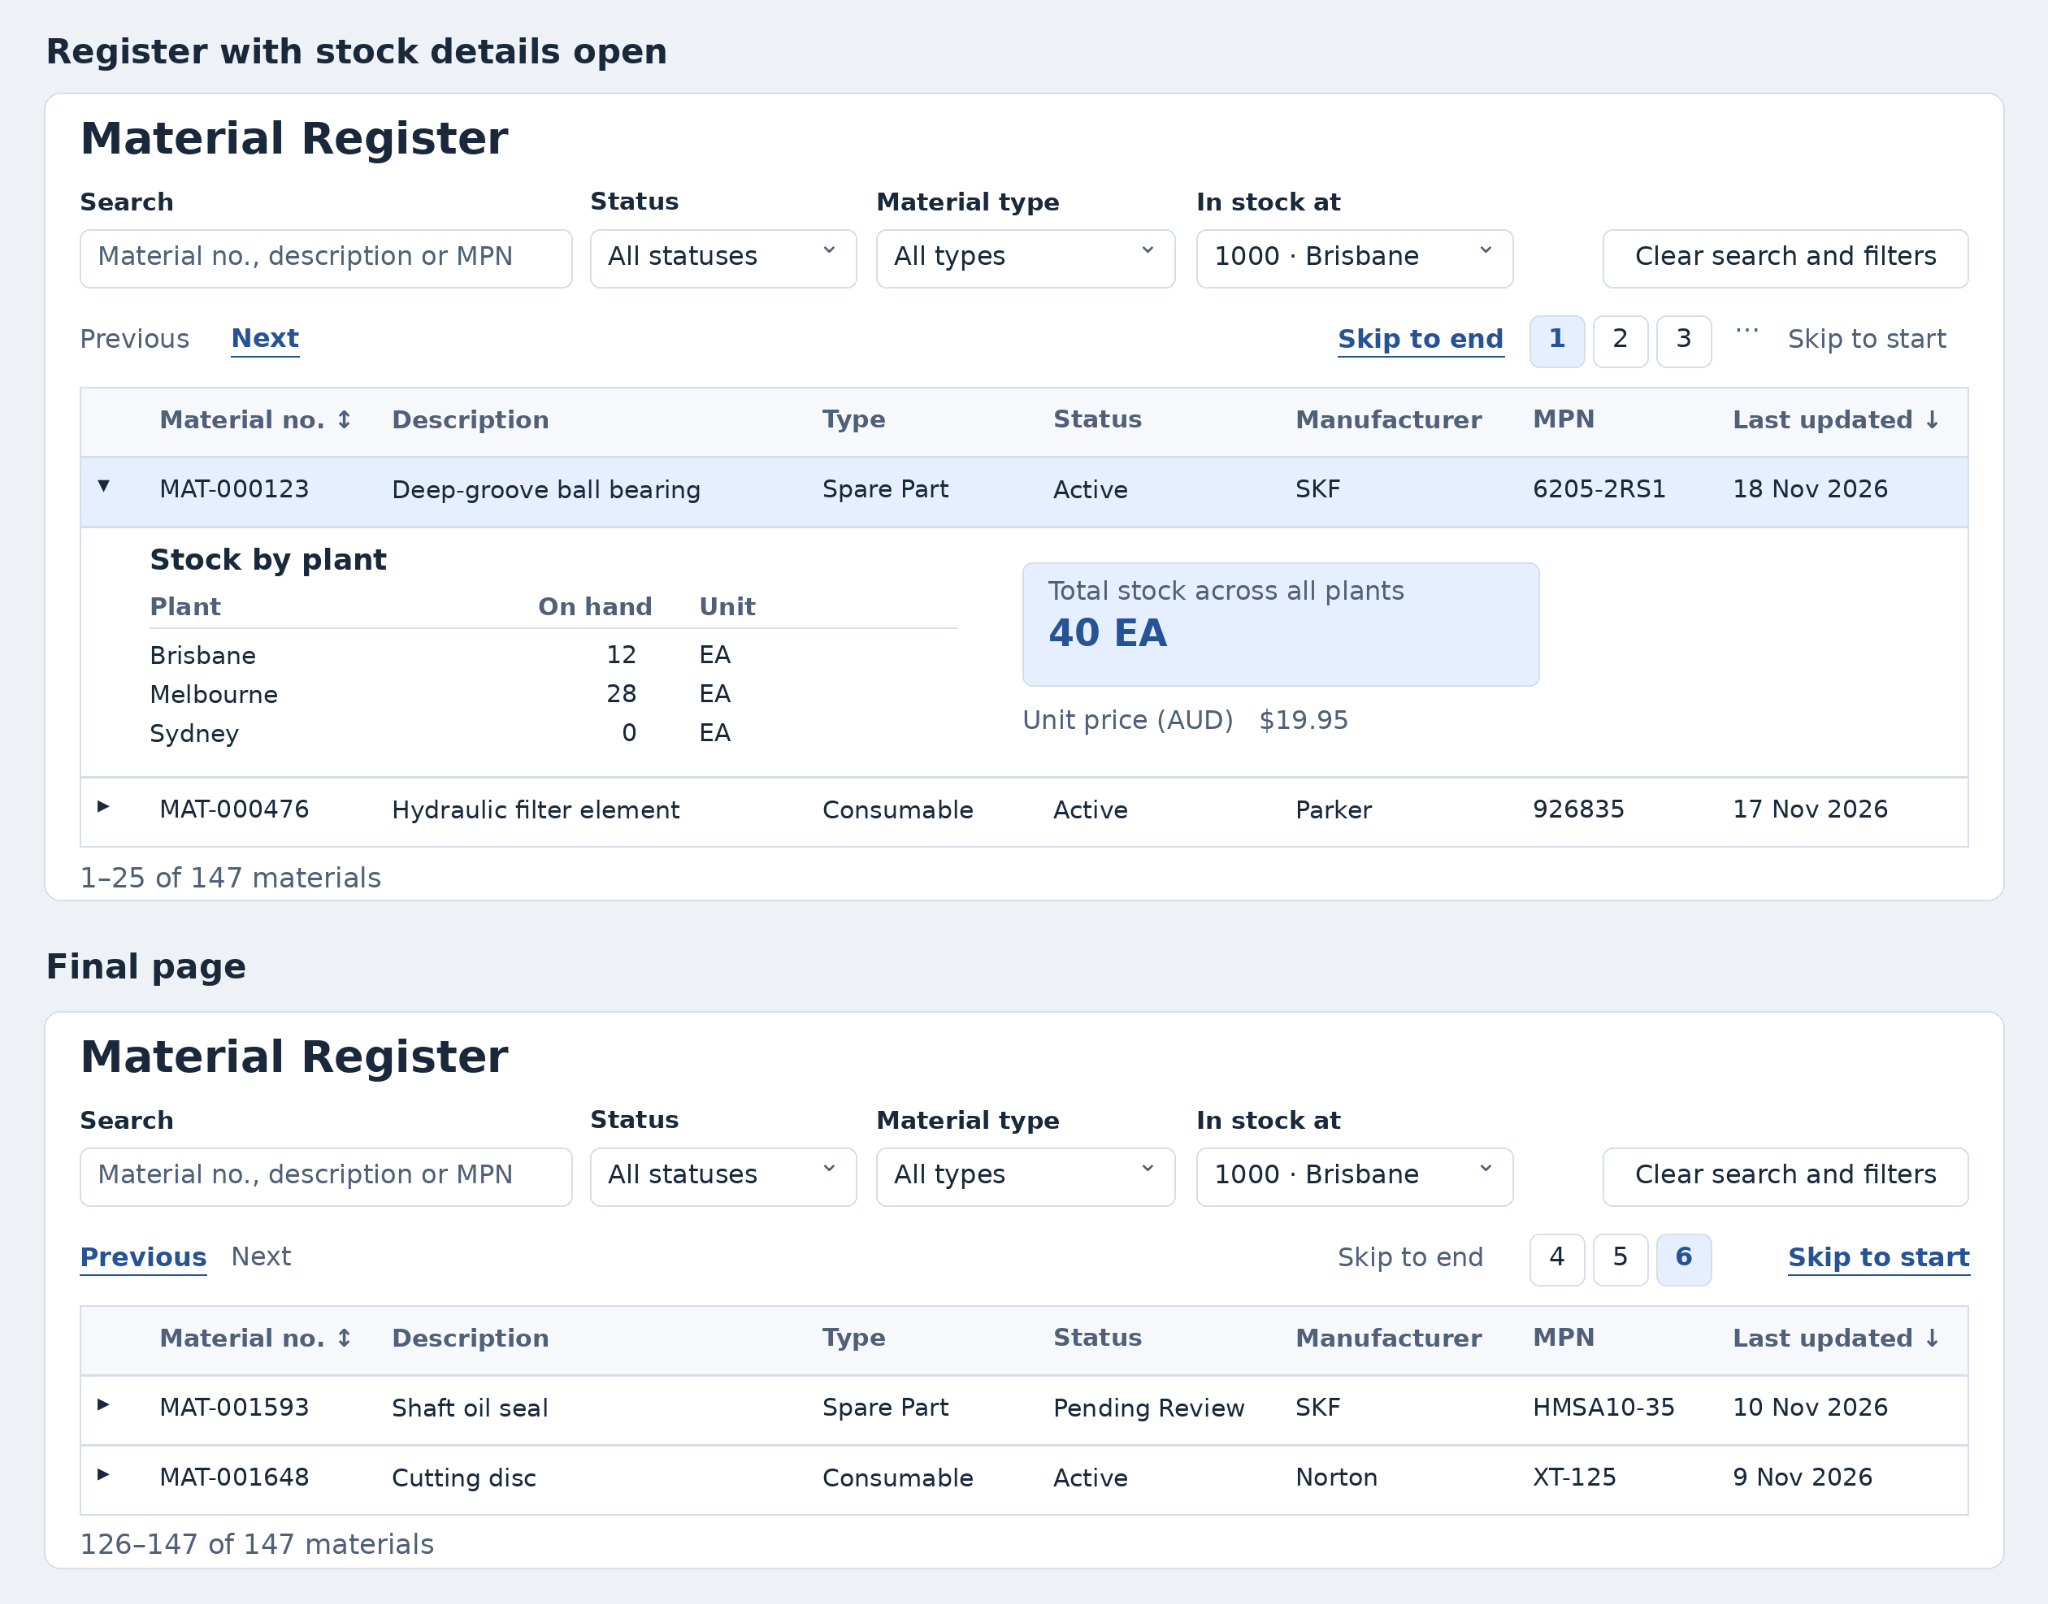 Register with stock details open
Material Register
Search Status Material type In stock at
Material no., description or MPN All statuses ⌄ All types ⌄ 1000 · Brisbane ⌄ Clear search and filters
Previous Next Skip to end 1 2 3 ... Skip to start
Material no. ↕ Description Type Status Manufacturer MPN Last updated ↓
▼ MAT-000123 Deep-groove ball bearing Spare Part Active SKF 6205-2RS1 18 Nov 2026
Stock by plant
Plant On hand Unit
Brisbane 12 EA
Melbourne 28 EA
Sydney 0 EA
Total stock across all plants
40 EA
Unit price (AUD) $19.95
▶ MAT-000476 Hydraulic filter element Consumable Active Parker 926835 17 Nov 2026
1–25 of 147 materials
Final page
Material Register
Search Status Material type In stock at
Material no., description or MPN All statuses ⌄ All types ⌄ 1000 · Brisbane ⌄ Clear search and filters
Previous Next Skip to end 4 5 6 Skip to start
Material no. ↕ Description Type Status Manufacturer MPN Last updated ↓
▶ MAT-001593 Shaft oil seal Spare Part Pending Review SKF HMSA10-35 10 Nov 2026
▶ MAT-001648 Cutting disc Consumable Active Norton XT-125 9 Nov 2026
126–147 of 147 materials